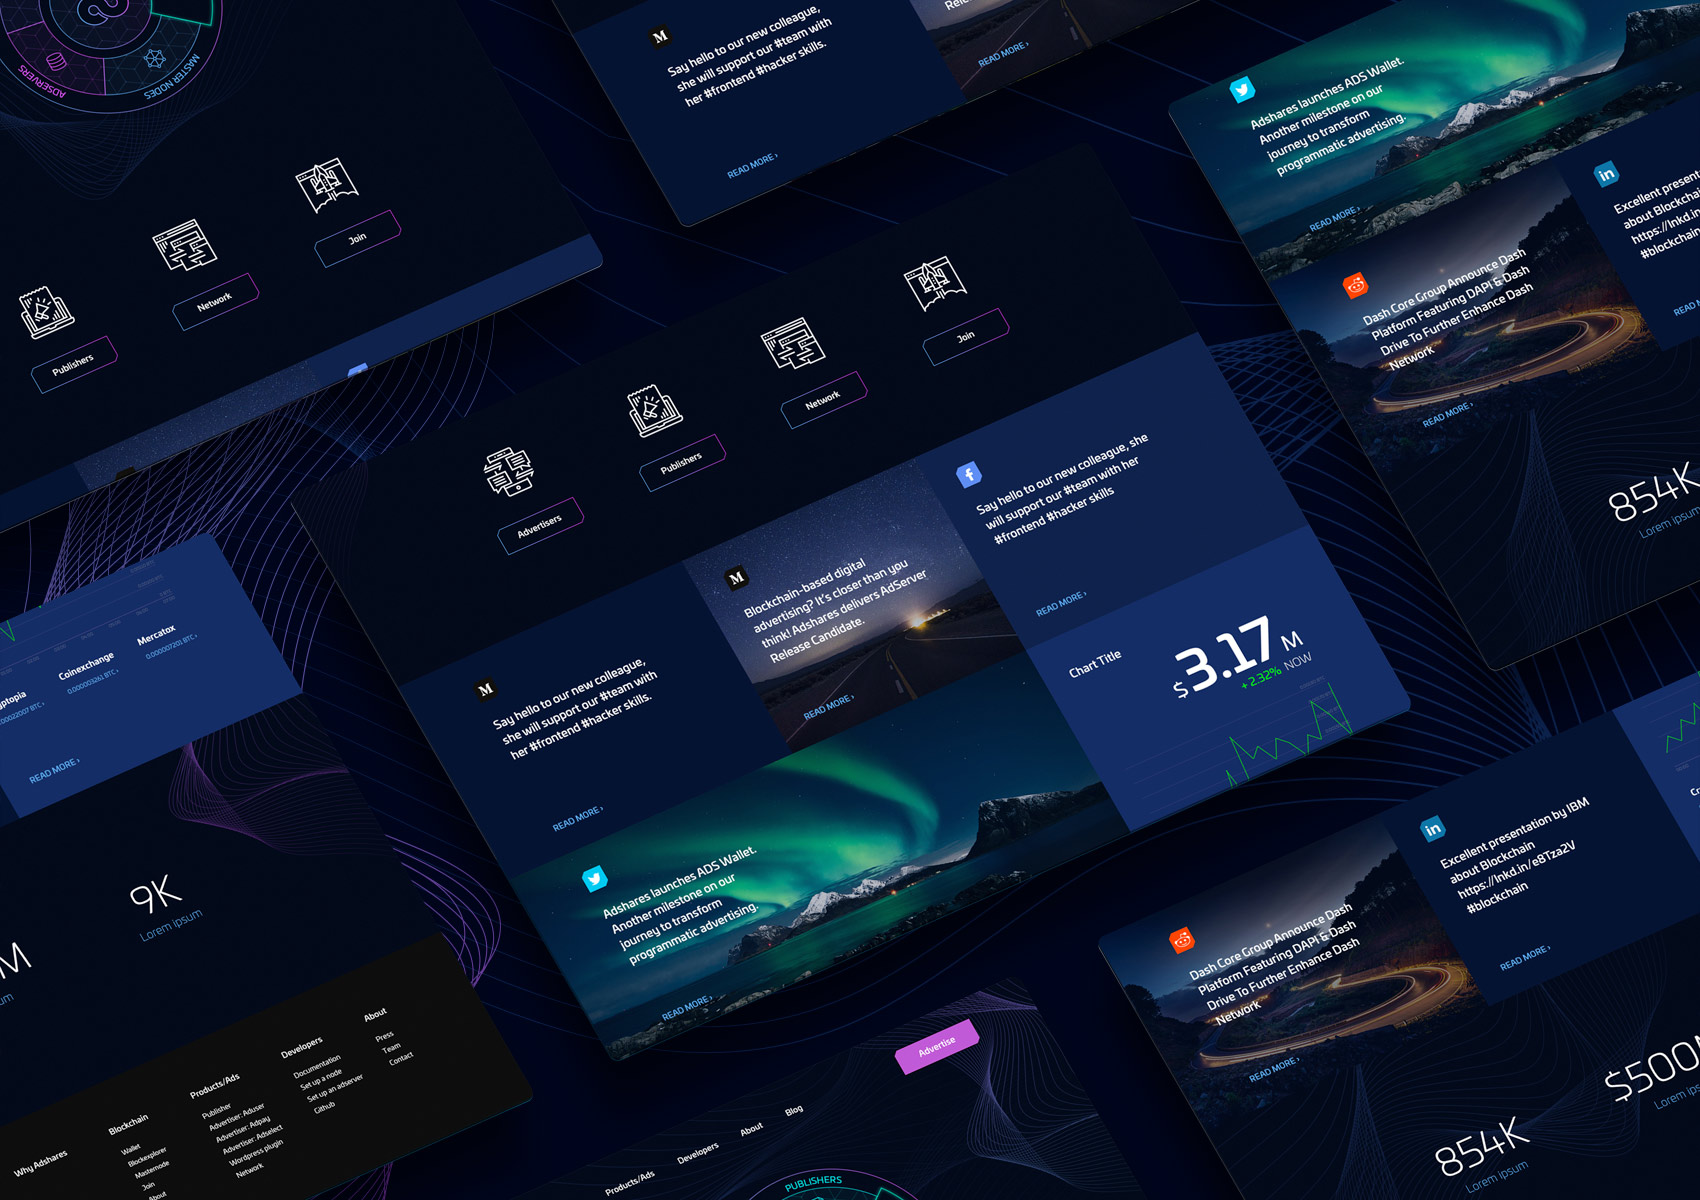 ADSERVERS
MASTER NODES
Publishers
Network
Join
M
Say hello to our new colleague,
she will support our #team with
her #frontend #hacker skills.
READ MORE ›
READ MORE ›
Adshares launches ADS Wallet.
Another milestone on our
journey to transform
programmatic advertising.
READ MORE ›
in
Excellent present
about Blockchai
https://lnkd.in
#blockchain
READ M
Dash Core Group Announce Dash
Platform Featuring DAPI & Dash
Drive To Further Enhance Dash
Network
READ MORE ›
854K
Lorem ipsum
Advertisers
Publishers
Network
Join
M
Say hello to our new colleague,
she will support our #team with
her #frontend #hacker skills.
READ MORE ›
M
Blockchain-based digital
advertising? It's closer than you
think! Adshares delivers AdServer
Release Candidate.
READ MORE ›
f
Say hello to our new colleague, she
will support our #team with her
#frontend #hacker skills
READ MORE ›
Chart Title
$3.17 M
+2.32% NOW
Adshares launches ADS Wallet.
Another milestone on our
journey to transform
programmatic advertising.
READ MORE ›
yptopia
Coinexchange
0.000003261 BTC ›
Mercatox
0.000007201 BTC ›
READ MORE ›
M
9K
Lorem ipsum
Why Adshares
Blockchain
Wallet
Blockexplorer
Masternode
Join
About
Products/Ads
Publisher
Advertiser: Aduser
Advertiser: Adpay
Advertiser: Adselect
Wordpress plugin
Network
Developers
Documentation
Set up a node
Set up an adserver
Github
About
Press
Team
Contact
Advertise
Products/Ads
Developers
About
Blog
PUBLISHERS
Dash Core Group Announce Dash
Platform Featuring DAPI & Dash
Drive To Further Enhance Dash
Network
READ MORE ›
in
Excellent presentation by IBM
about Blockchain
https://lnkd.in/e8Tza2V
#blockchain
READ MORE ›
854K
Lorem ipsum
$500M
Lorem ips